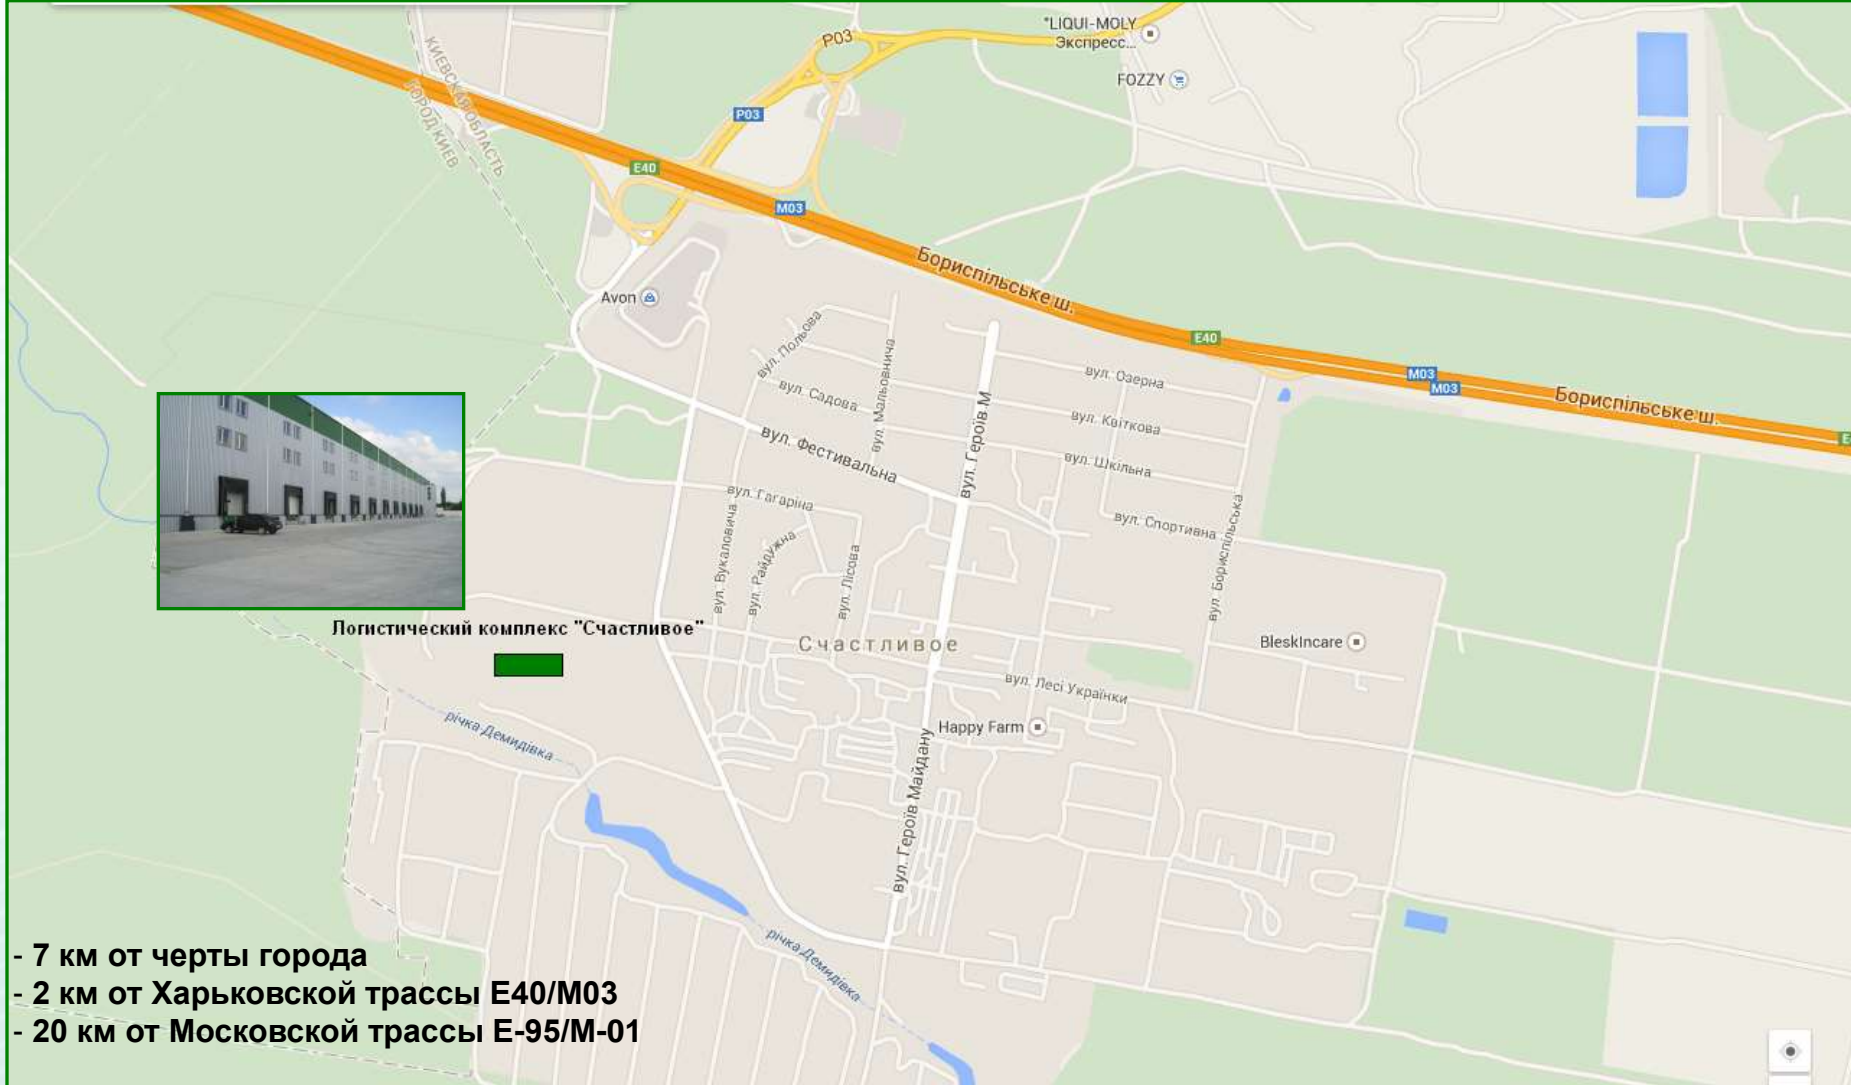 "LIQUI-MOLY
Экспресс...
P03
FOZZY
КИЕВСКАЯ ОБЛАСТЬ
ГОРОД КИЕВ
P03
E40
M03
Бориспільське ш.
Avon
E40
вул. Польова
вул. Мальовнича
вул. Озерна
M03
M03
Бориспільське ш.
вул. Садова
вул. Героїв М
вул. Квіткова
вул. Фестивальна
вул. Шкільна
вул. Гагаріна
вул. Спортивна
вул. Вукаловича
вул. Райдужна
вул. Лісова
вул. Бориспільська
Логистический комплекс "Счастливое"
Счастливое
BleskIncare
вул. Лесі Українки
річка Демидівка
Happy Farm
вул. Героїв Майдану
річка Демидівка
- 7 км от черты города
- 2 км от Харьковской трассы Е40/М03
- 20 км от Московской трассы Е-95/М-01